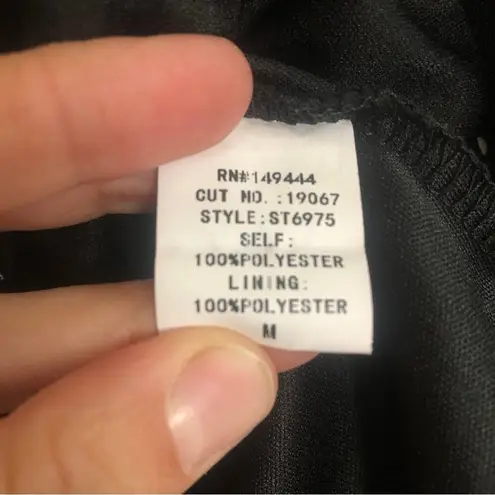 RN#149444
CUT NO. :19067
STYLE:ST6975
SELF:
100%POLYESTER
LINING:
100%POLYESTER
M